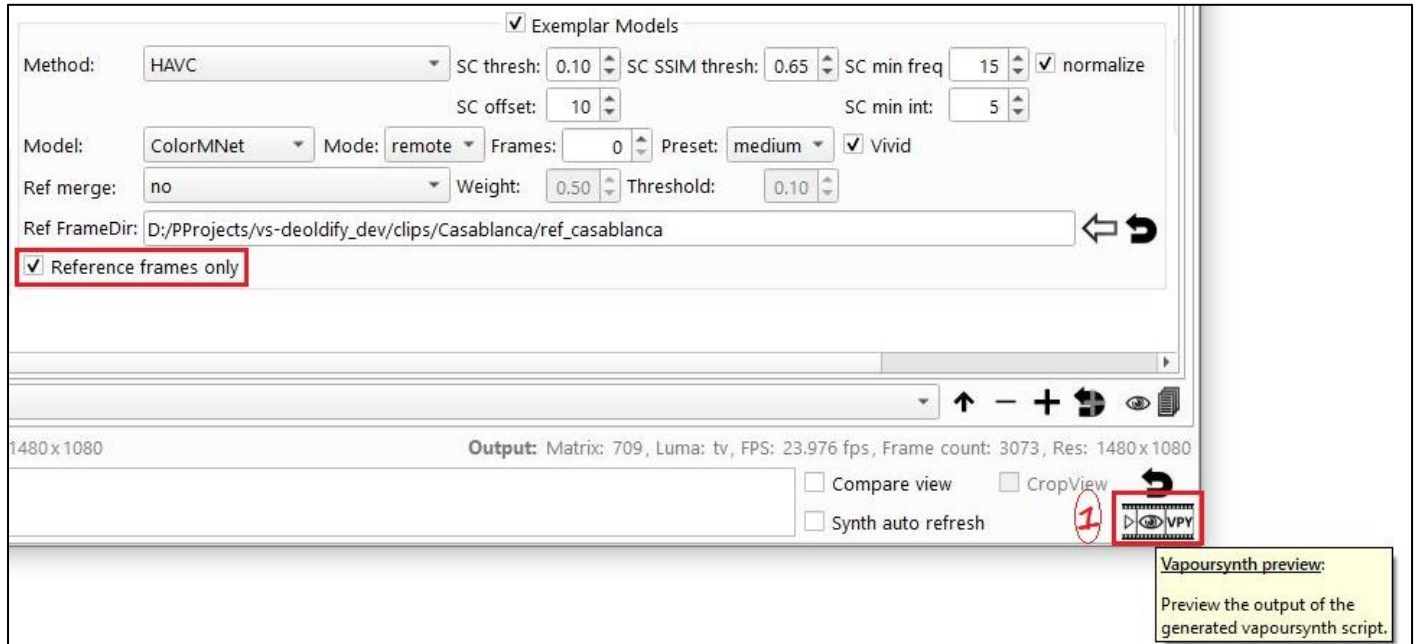 Exemplar Models
Method: HAVC SC thresh: 0.10 SC SSIM thresh: 0.65 SC min freq 15 normalize
SC offset: 10 SC min int: 5
Model: ColorMNet Mode: remote Frames: 0 Preset: medium Vivid
Ref merge: no Weight: 0.50 Threshold: 0.10
Ref FrameDir: D:/PProjects/vs-deoldify_dev/clips/Casablanca/ref_casablanca
Reference frames only
1480 x 1080 Output: Matrix: 709, Luma: tv, FPS: 23.976 fps, Frame count: 3073, Res: 1480 x 1080
Compare view CropView
Synth auto refresh 1 VPY
Vapoursynth preview:
Preview the output of the
generated vapoursynth script.